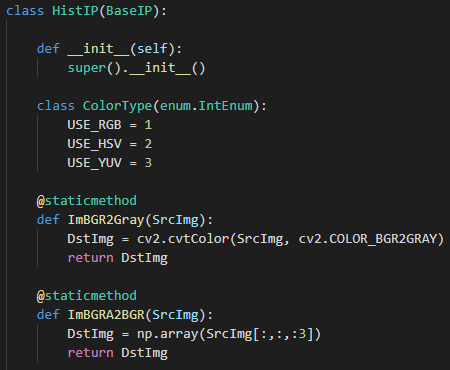 class HistIP(BaseIP):
def __init__(self):
super().__init__()
class ColorType(enum.IntEnum):
USE_RGB = 1
USE_HSV = 2
USE_YUV = 3
@staticmethod
def ImBGR2Gray(SrcImg):
DstImg = cv2.cvtColor(SrcImg, cv2.COLOR_BGR2GRAY)
return DstImg
@staticmethod
def ImBGRA2BGR(SrcImg):
DstImg = np.array(SrcImg[:,:,:3])
return DstImg